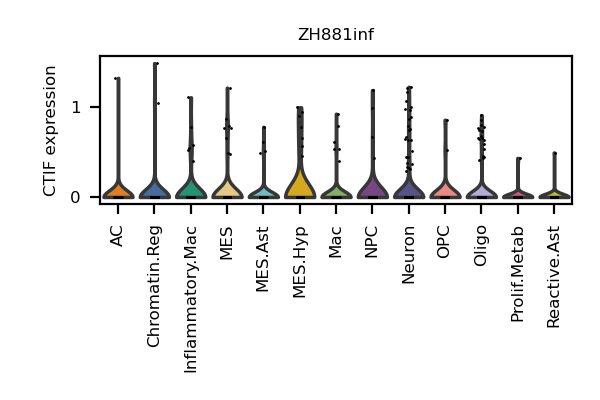 ZH881inf
CTIF expression
1
0
AC
Chromatin.Reg
Inflammatory.Mac
MES
MES.Ast
MES.Hyp
Mac
NPC
Neuron
OPC
Oligo
Prolif.Metab
Reactive.Ast